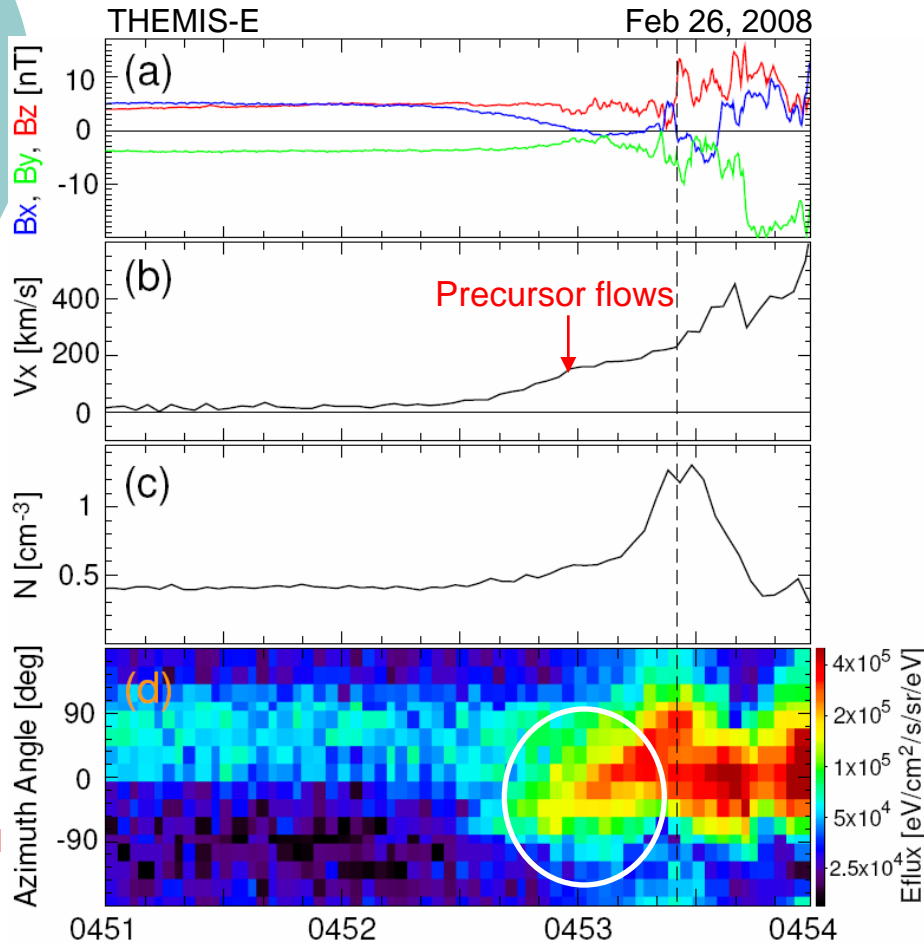 THEMIS-E Feb 26, 2008
Bx, By, Bz [nT]
(a)
10
0
-10
Vx [km/s]
(b)
Precursor flows
400
200
0
N [cm⁻³]
(c)
1
0.5
Azimuth Angle [deg]
(d)
90
0
-90
4x10⁵
2x10⁵
1x10⁵
5x10⁴
2.5x10⁴
Eflux [eV/cm²/s/sr/eV]
0451 0452 0453 0454